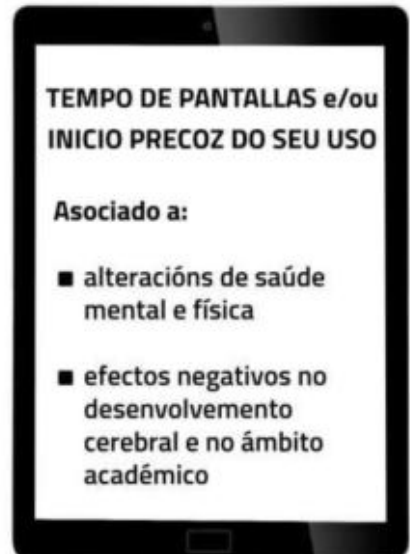 TEMPO DE PANTALLAS e/ou
INICIO PRECOZ DO SEU USO
Asociado a:
■ alteracións de saúde
mental e física
■ efectos negativos no
desenvolvemento
cerebral e no ámbito
académico